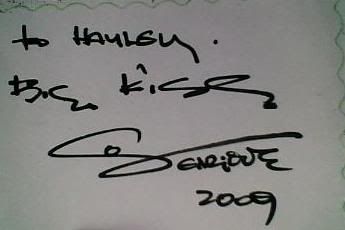 to HAYLEY.
Big Kiss
ENRIQUE
2009